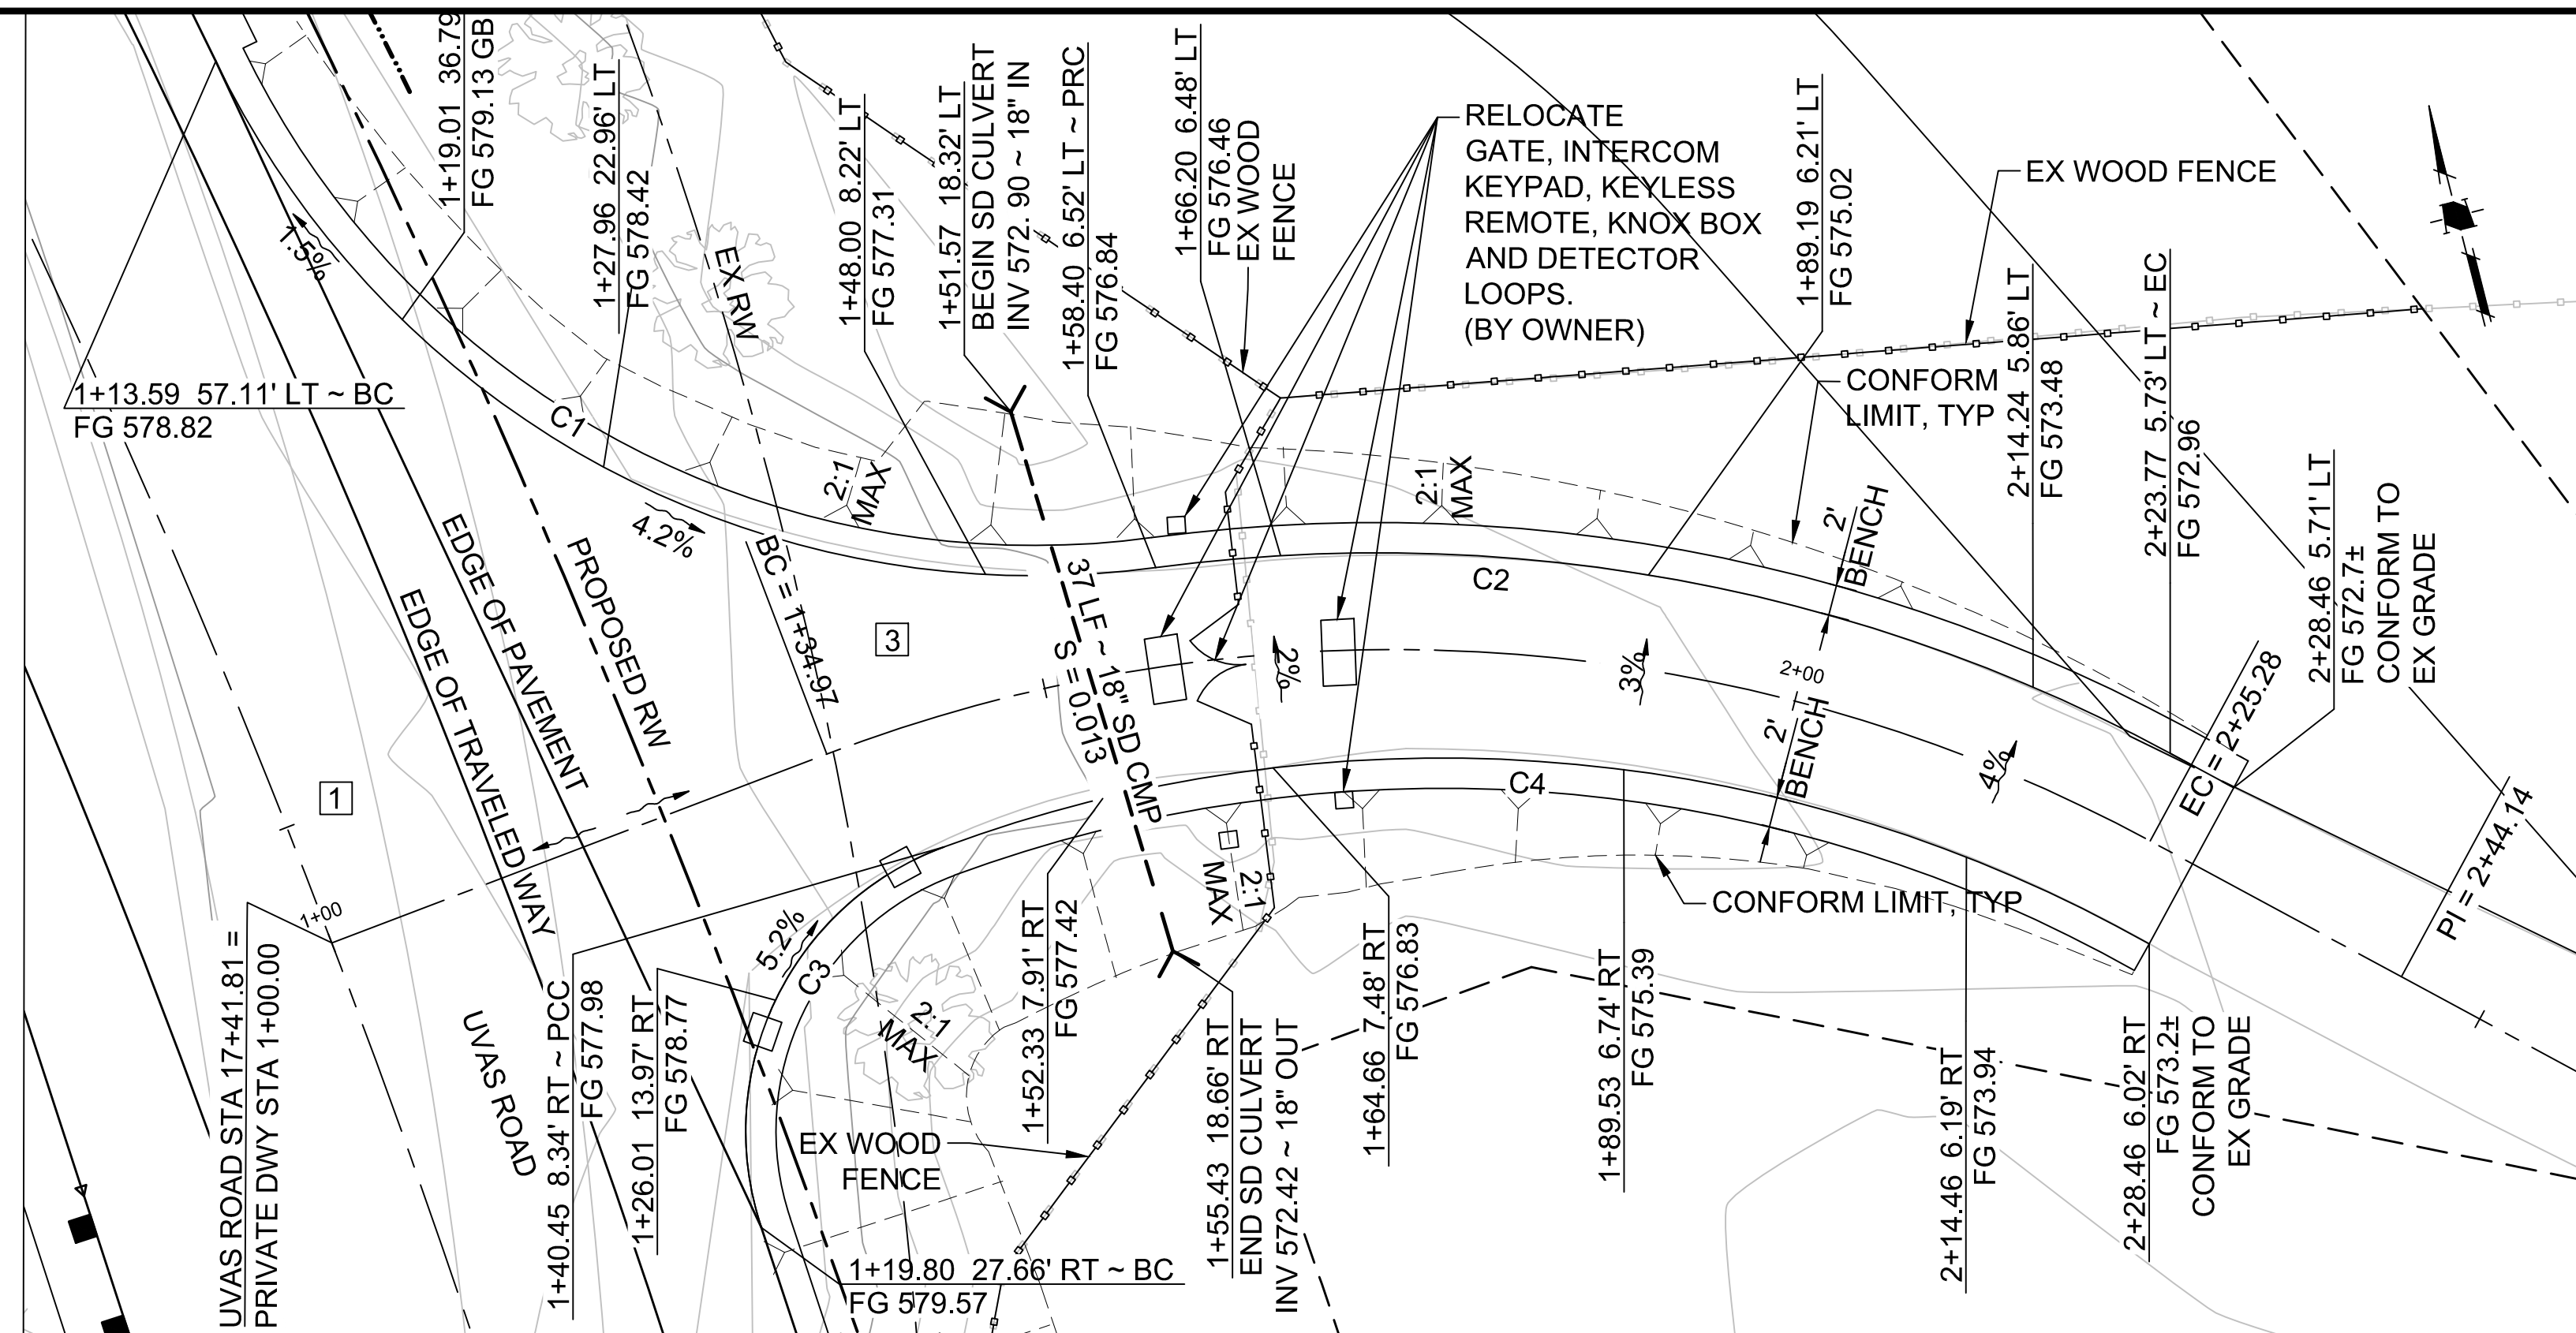 1+19.01 36.79
FG 579.13 GB
1+27.96 22.96' LT
FG 578.42
1+48.00 8.22' LT
FG 577.31
1+51.57 18.32' LT
BEGIN SD CULVERT
INV 572. 90 ~ 18" IN
1+58.40 6.52' LT ~ PRC
FG 576.84
1+66.20 6.48' LT
FG 576.46
EX WOOD
FENCE
RELOCATE
GATE, INTERCOM
KEYPAD, KEYLESS
REMOTE, KNOX BOX
AND DETECTOR
LOOPS.
(BY OWNER)
1+89.19 6.21' LT
FG 575.02
EX WOOD FENCE
CONFORM
LIMIT, TYP
2+14.24 5.86' LT
FG 573.48
2+23.77 5.73' LT ~ EC
FG 572.96
2+28.46 5.71' LT
FG 572.7±
CONFORM TO
EX GRADE
1.5%
EX RW
1+13.59 57.11' LT ~ BC
FG 578.82
C1
4.2%
2:1
MAX
2:1
MAX
2'
BENCH
EDGE OF TRAVELED WAY
EDGE OF PAVEMENT
PROPOSED RW
BC = 1+34.97
3
37 LF ~ 18" SD CMP
S = 0.013
C2
2%
3%
2+00
2'
BENCH
4%
EC = 2+25.28
PI = 2+44.14
1
C4
1+00
UVAS ROAD STA 17+41.81 =
PRIVATE DWY STA 1+00.00
UVAS ROAD
1+40.45 8.34' RT ~ PCC
FG 577.98
1+26.01 13.97' RT
FG 578.77
5.2%
C3
2:1
MAX
2:1
MAX
CONFORM LIMIT, TYP
1+52.33 7.91' RT
FG 577.42
EX WOOD
FENCE
1+19.80 27.66' RT ~ BC
FG 579.57
1+55.43 18.66' RT
END SD CULVERT
INV 572.42 ~ 18" OUT
1+64.66 7.48' RT
FG 576.83
1+89.53 6.74' RT
FG 575.39
2+14.46 6.19' RT
FG 573.94
2+28.46 6.02' RT
FG 573.2±
CONFORM TO
EX GRADE